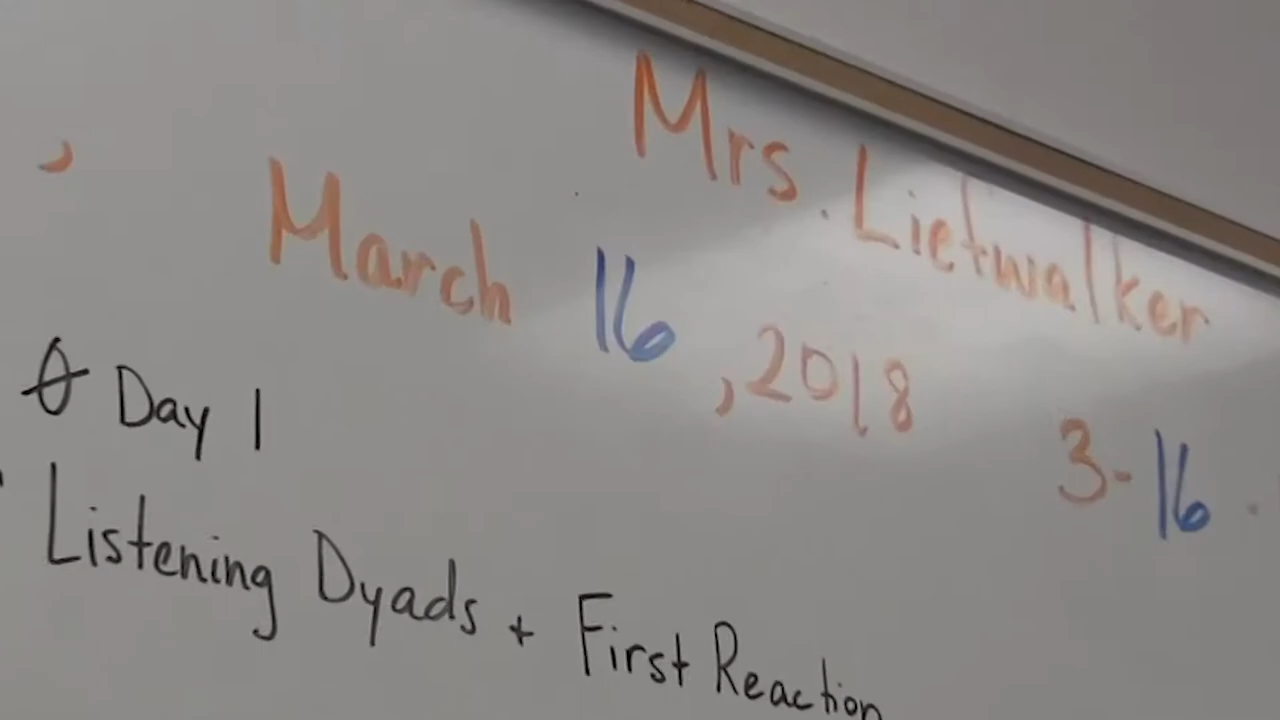 Mrs. Lietwalker
, March 16, 2018 3-16
Day 1
Listening Dyads + First Reaction